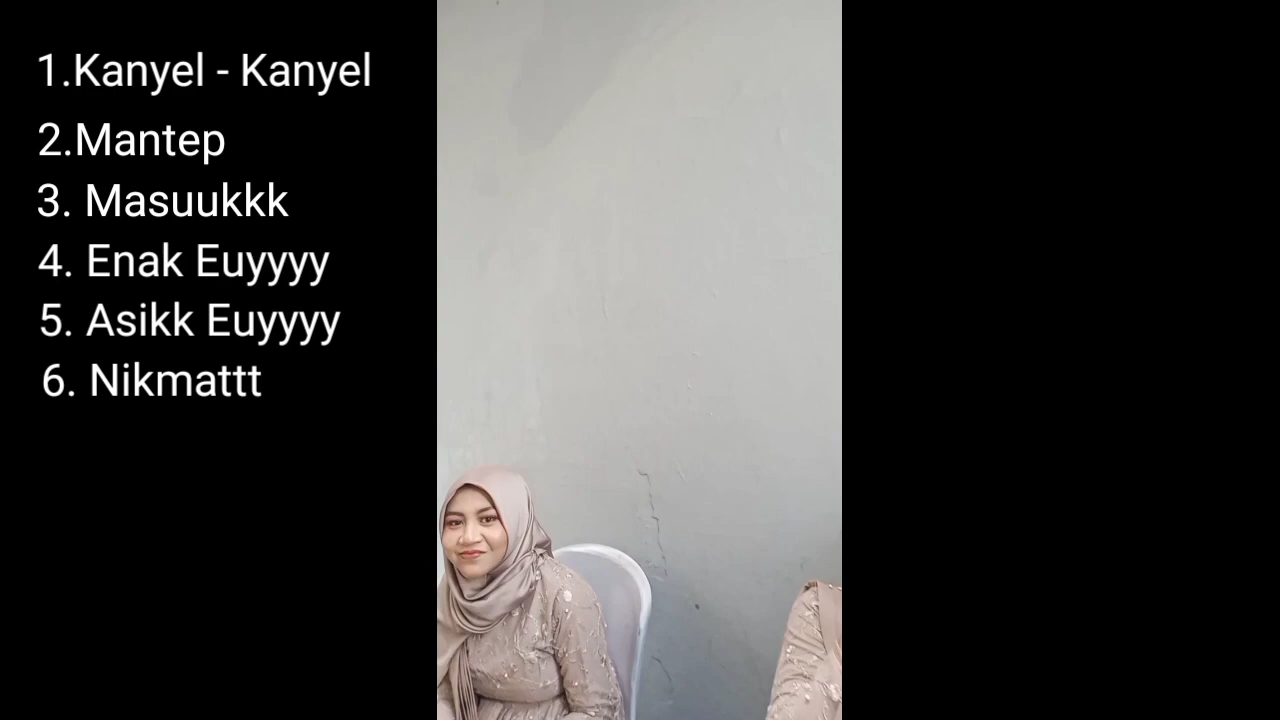 1.Kanyel - Kanyel
2.Mantep
3. Masuukkk
4. Enak Euyyyy
5. Asikk Euyyyy
6. Nikmattt